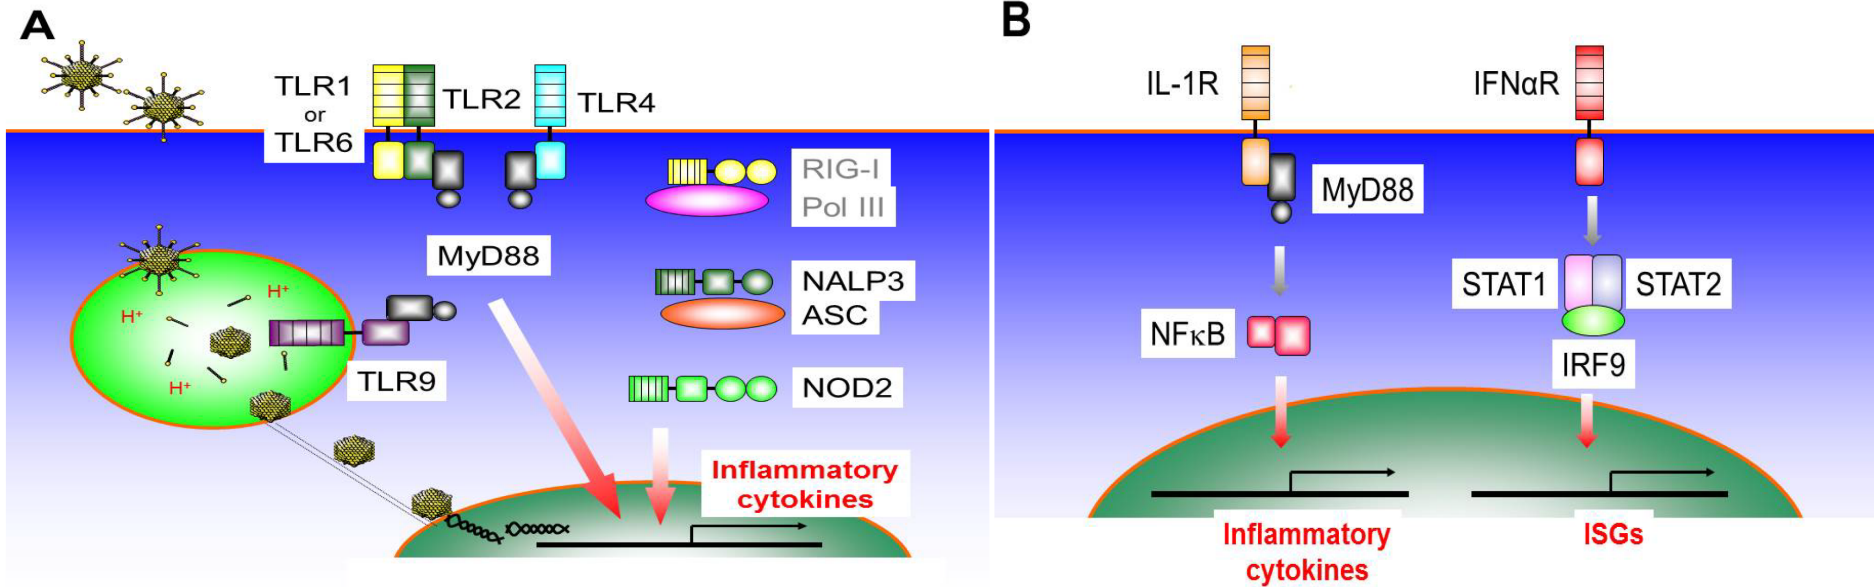 A
TLR1
or
TLR6
TLR2
TLR4
RIG-I
Pol III
MyD88
NALP3
ASC
H+
H+
H+
TLR9
NOD2
Inflammatory
cytokines
B
IL-1R
IFNαR
MyD88
STAT1
STAT2
NFκB
IRF9
Inflammatory
cytokines
ISGs